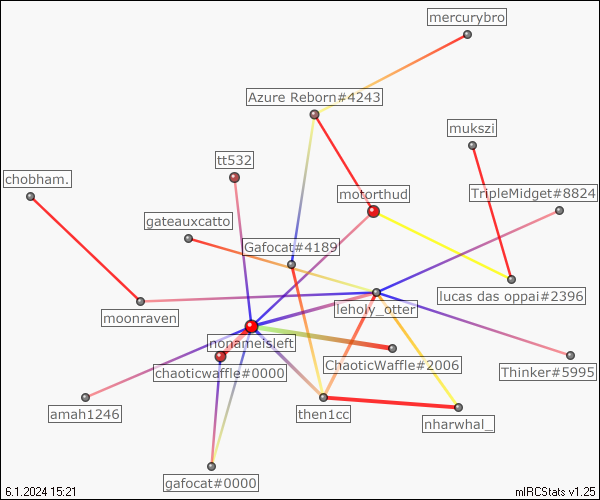 mercurybro
Azure Reborn#4243
mukszi
tt532
chobham.
motorthud
TripleMidget#8824
gateauxcatto
Gafocat#4189
lucas das oppai#2396
leholy_otter
moonraven
nonameisleft
ChaoticWaffle#2006
chaoticwaffle#0000
Thinker#5995
amah1246
then1cc
nharwhal_
gafocat#0000
6.1.2024 15:21
mIRCStats v1.25